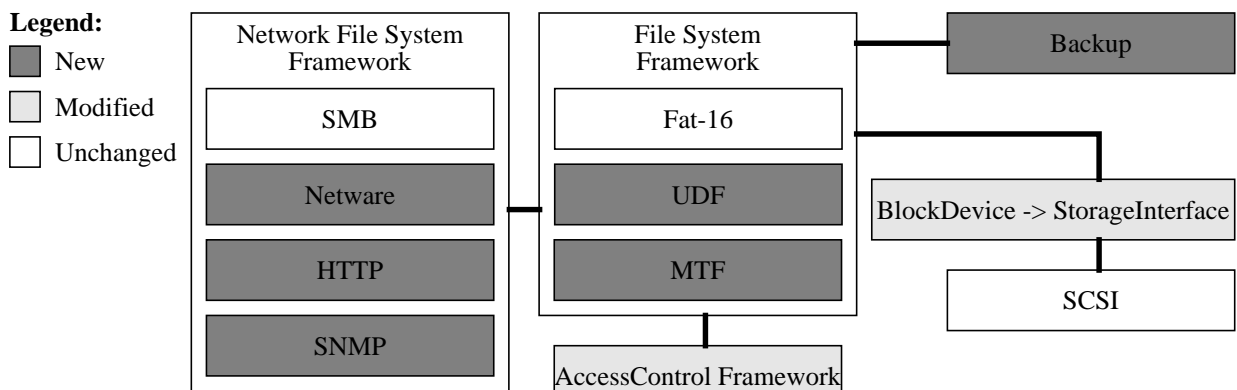 Legend:
New
Modified
Unchanged
Network File System
Framework
SMB
Netware
HTTP
SNMP
File System
Framework
Fat-16
UDF
MTF
AccessControl Framework
Backup
BlockDevice -> StorageInterface
SCSI